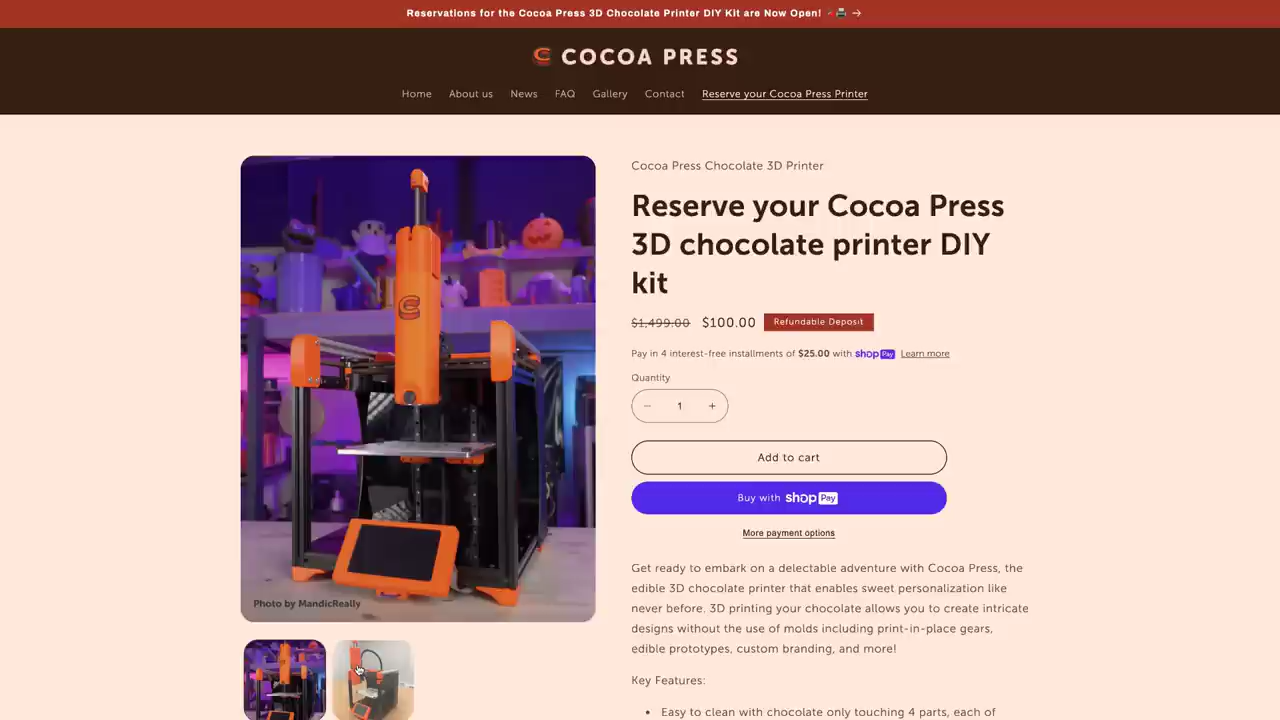 Reservations for the Cocoa Press 3D Chocolate Printer DIY Kit are Now Open! 🍫🖨️ →
COCOA PRESS
Home About us News FAQ Gallery Contact Reserve your Cocoa Press Printer
Cocoa Press Chocolate 3D Printer
Reserve your Cocoa Press
3D chocolate printer DIY
kit
$1,499.00 $100.00 Refundable Deposit
Pay in 4 interest-free installments of $25.00 with shop Pay Learn more
Quantity
− 1 +
Add to cart
Buy with shop Pay
More payment options
Get ready to embark on a delectable adventure with Cocoa Press, the
edible 3D chocolate printer that enables sweet personalization like
never before. 3D printing your chocolate allows you to create intricate
designs without the use of molds including print-in-place gears,
edible prototypes, custom branding, and more!
Key Features:
• Easy to clean with chocolate only touching 4 parts, each of
Photo by MandicReally